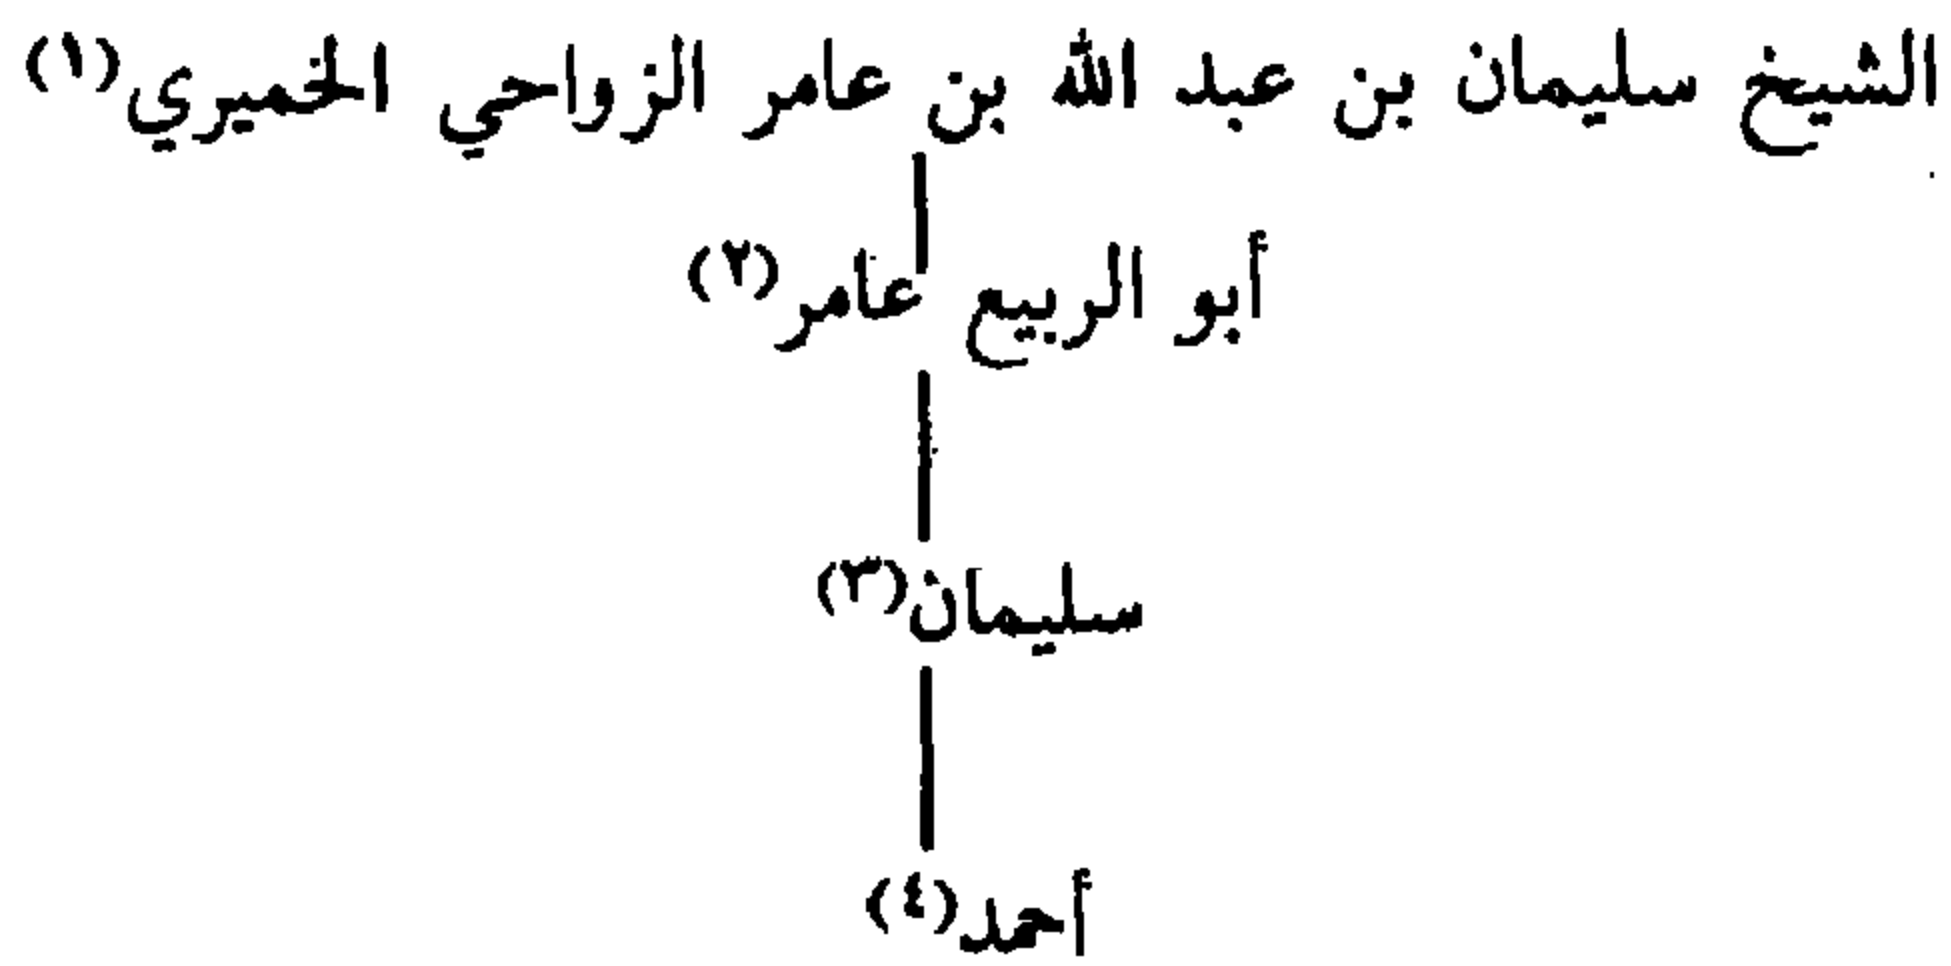 الشيخ سليمان بن عبد الله بن عامر الزواحي الخميري(١)
أبو الربيع عامر(٢)
سليمان(٣)
أحمد(٤)